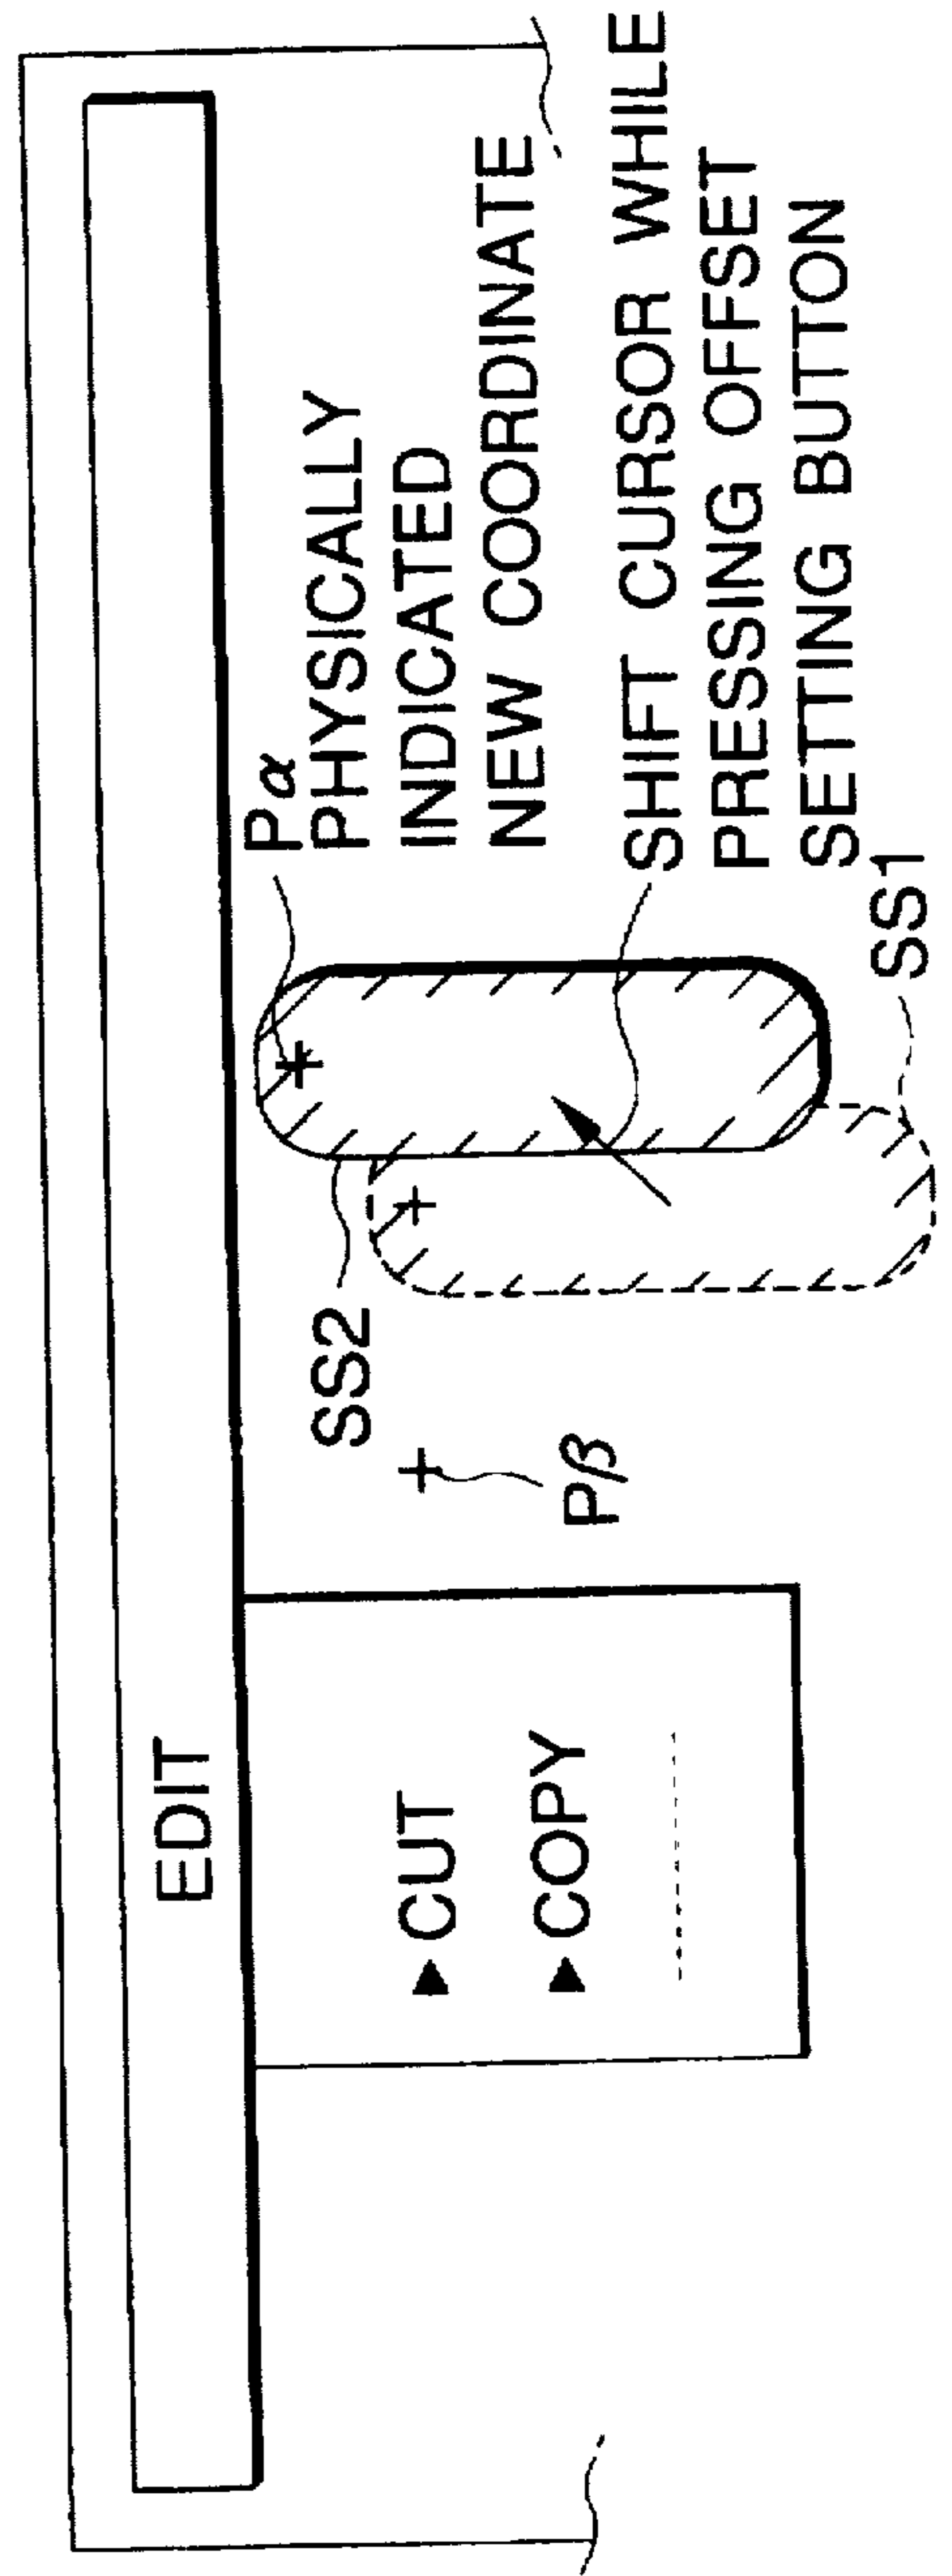 EDIT
▶ CUT
▶ COPY
Pβ
SS2
Pα
PHYSICALLY
INDICATED
NEW COORDINATE
SHIFT CURSOR WHILE
PRESSING OFFSET
SETTING BUTTON
SS1